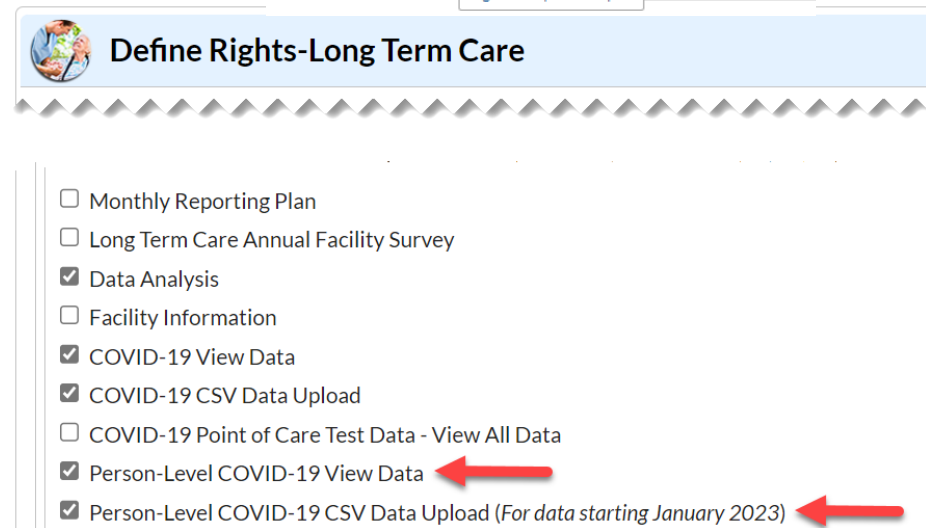 Define Rights-Long Term Care
Monthly Reporting Plan
Long Term Care Annual Facility Survey
Data Analysis
Facility Information
COVID-19 View Data
COVID-19 CSV Data Upload
COVID-19 Point of Care Test Data - View All Data
Person-Level COVID-19 View Data
Person-Level COVID-19 CSV Data Upload (For data starting January 2023)